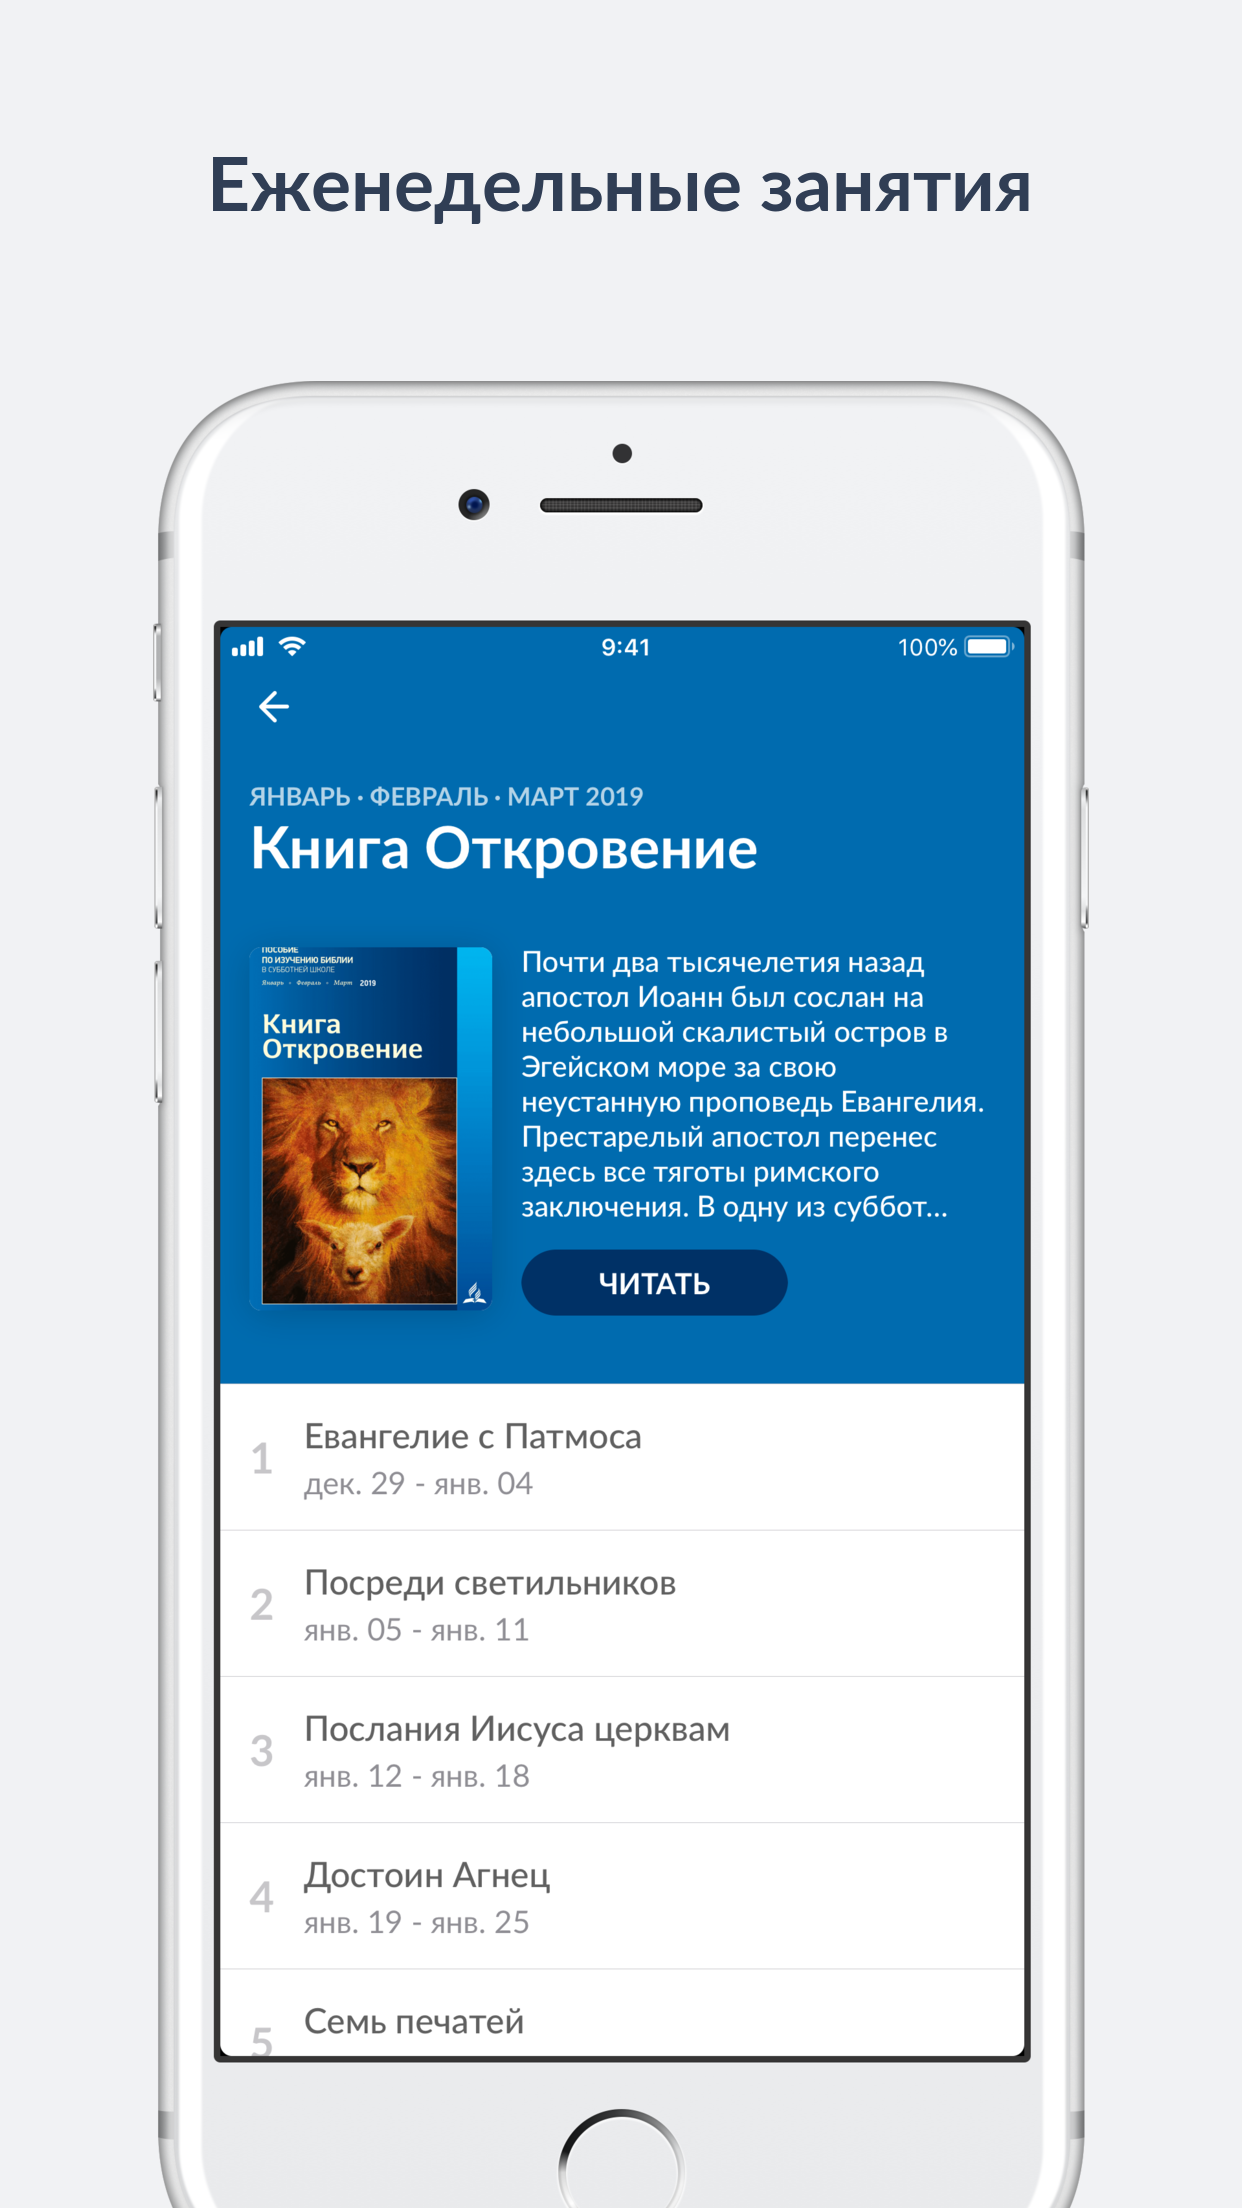 Еженедельные занятия
9:41
100%
ЯНВАРЬ · ФЕВРАЛЬ · МАРТ 2019
Книга Откровение
ПОСОБИЕ
ПО ИЗУЧЕНИЮ БИБЛИИ
В СУББОТНЕЙ ШКОЛЕ
Январь • Февраль • Март 2019
Книга
Откровение
Почти два тысячелетия назад
апостол Иоанн был сослан на
небольшой скалистый остров в
Эгейском море за свою
неустанную проповедь Евангелия.
Престарелый апостол перенес
здесь все тяготы римского
заключения. В одну из суббот...
ЧИТАТЬ
1
Евангелие с Патмоса
дек. 29 - янв. 04
2
Посреди светильников
янв. 05 - янв. 11
3
Послания Иисуса церквам
янв. 12 - янв. 18
4
Достоин Агнец
янв. 19 - янв. 25
5
Семь печатей